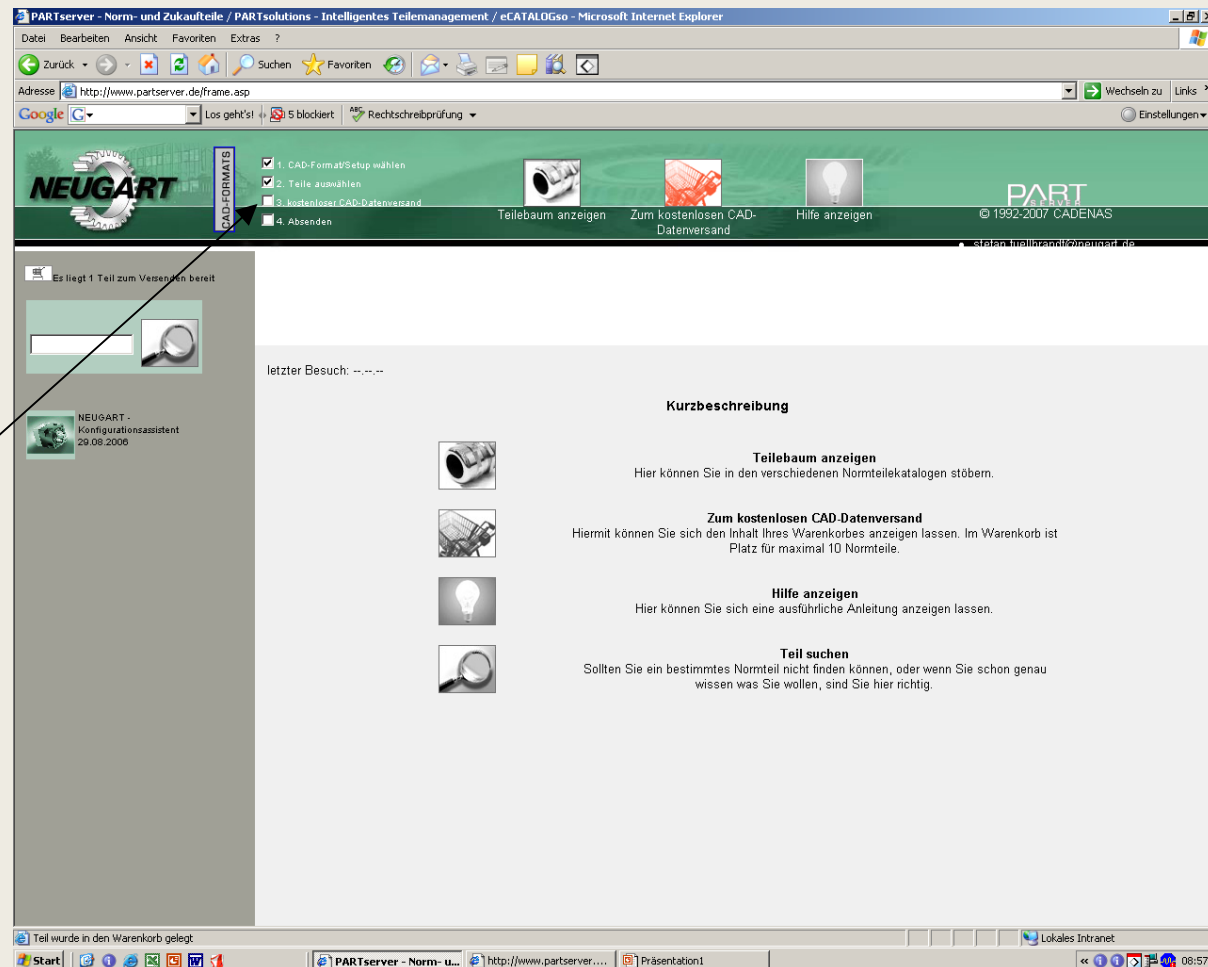 PARTserver - Norm- und Zukaufteile / PARTsolutions - Intelligentes Teilemanagement / eCATALOGso - Microsoft Internet Explorer
Datei Bearbeiten Ansicht Favoriten Extras ?
Zurück Suchen Favoriten
Adresse http://www.partserver.de/frame.asp Wechseln zu Links
Google G Los geht's! 5 blockiert Rechtschreibprüfung Einstellungen
NEUGART
CAD-FORMATS
1. CAD-Format/Setup wählen
2. Teile auswählen
3. kostenloser CAD-Datenversand
4. Absenden
Teilebaum anzeigen
Zum kostenlosen CAD-
Datenversand
Hilfe anzeigen
PART
SERVER
© 1992-2007 CADENAS
stefan.tuellbrandt@neugart.de
Es liegt 1 Teil zum Versenden bereit
NEUGART -
Konfigurationsassistent
29.08.2006
letzter Besuch: --.--.--
Kurzbeschreibung
Teilebaum anzeigen
Hier können Sie in den verschiedenen Normteilekatalogen stöbern.
Zum kostenlosen CAD-Datenversand
Hiermit können Sie sich den Inhalt Ihres Warenkorbes anzeigen lassen. Im Warenkorb ist
Platz für maximal 10 Normteile.
Hilfe anzeigen
Hier können Sie sich eine ausführliche Anleitung anzeigen lassen.
Teil suchen
Sollten Sie ein bestimmtes Normteil nicht finden können, oder wenn Sie schon genau
wissen was Sie wollen, sind Sie hier richtig.
Teil wurde in den Warenkorb gelegt Lokales Intranet
Start PARTserver - Norm- u... http://www.partserver.... Präsentation1 08:57